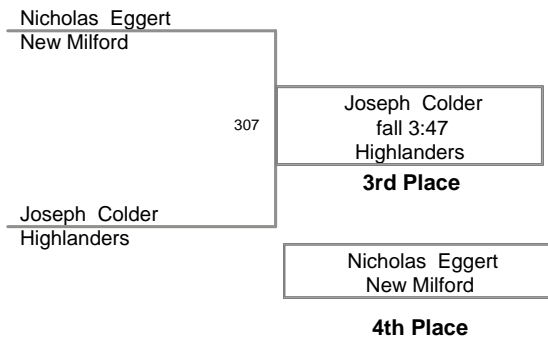 Nicholas Eggert
New Milford
307
Joseph Colder
fall 3:47
Highlanders
3rd Place
Joseph Colder
Highlanders
Nicholas Eggert
New Milford
4th Place